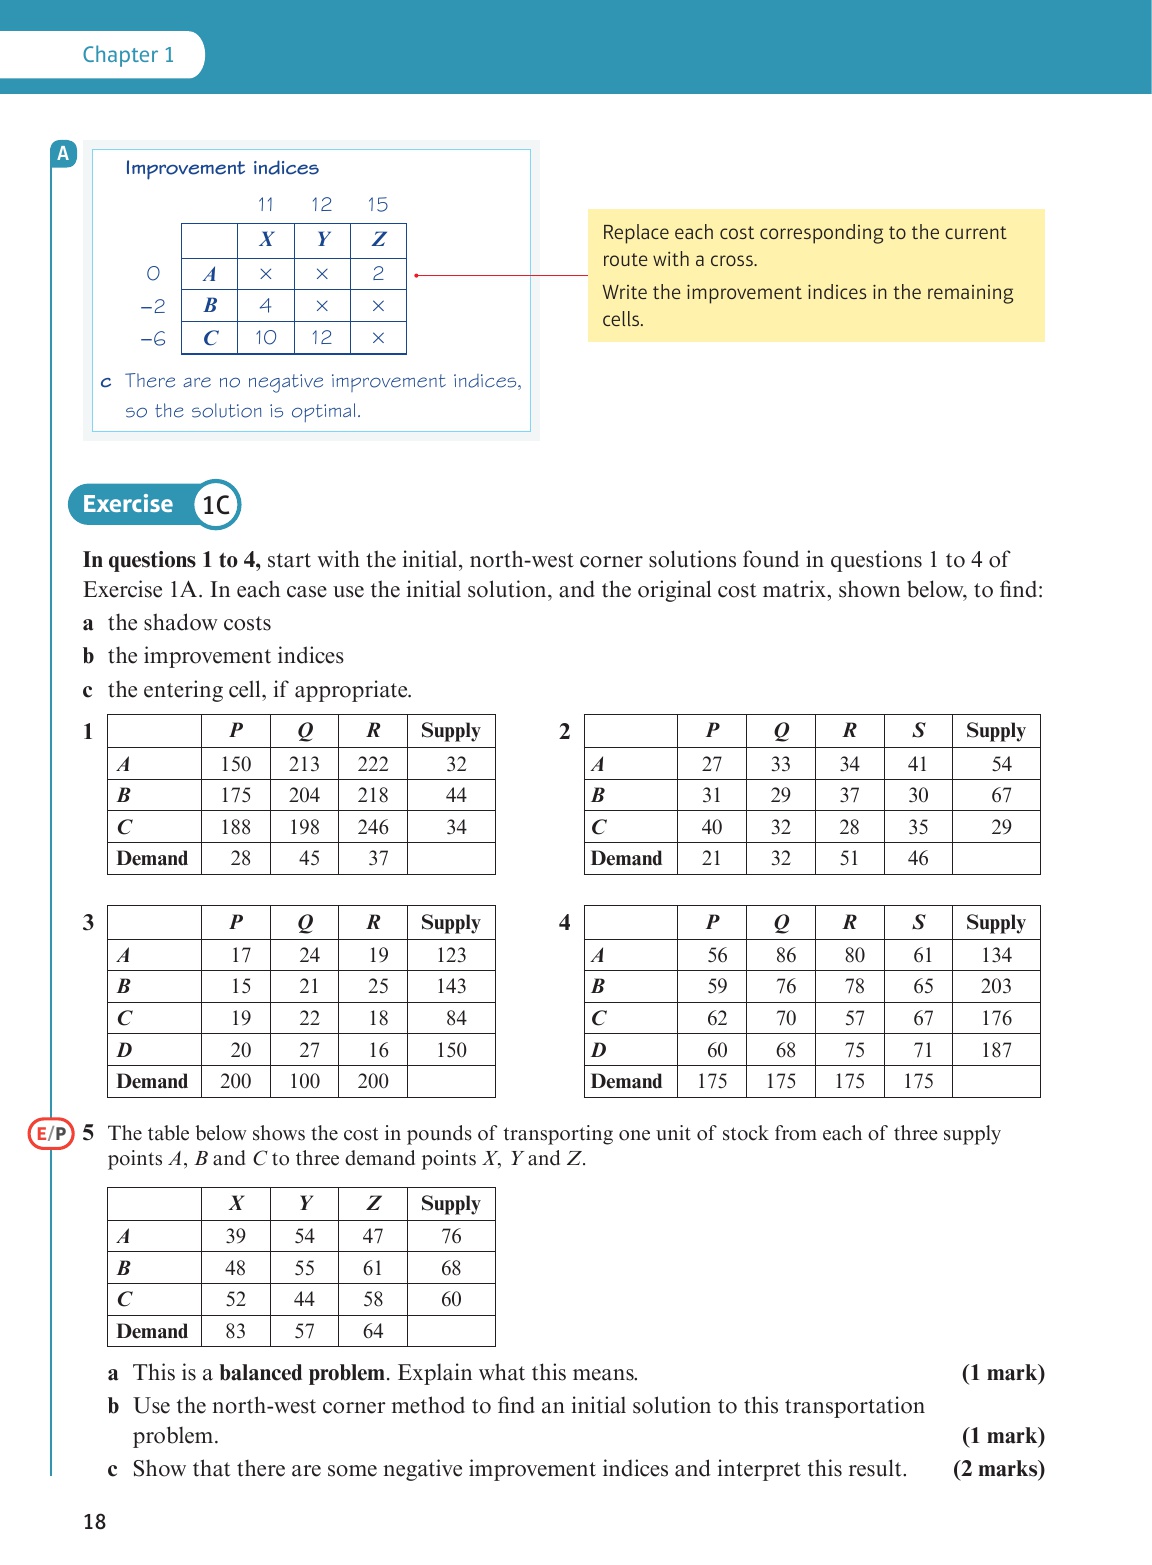 Chapter 1
A
Improvement indices
11 12 15
X Y Z
0 A × × 2
–2 B 4 × ×
–6 C 10 12 ×
c There are no negative improvement indices,
so the solution is optimal.
Replace each cost corresponding to the current
route with a cross.
Write the improvement indices in the remaining
cells.
Exercise 1C
In questions 1 to 4, start with the initial, north-west corner solutions found in questions 1 to 4 of
Exercise 1A. In each case use the initial solution, and the original cost matrix, shown below, to find:
a the shadow costs
b the improvement indices
c the entering cell, if appropriate.
1
P Q R Supply
A 150 213 222 32
B 175 204 218 44
C 188 198 246 34
Demand 28 45 37
2
P Q R S Supply
A 27 33 34 41 54
B 31 29 37 30 67
C 40 32 28 35 29
Demand 21 32 51 46
3
P Q R Supply
A 17 24 19 123
B 15 21 25 143
C 19 22 18 84
D 20 27 16 150
Demand 200 100 200
4
P Q R S Supply
A 56 86 80 61 134
B 59 76 78 65 203
C 62 70 57 67 176
D 60 68 75 71 187
Demand 175 175 175 175
E/P 5 The table below shows the cost in pounds of transporting one unit of stock from each of three supply
points A, B and C to three demand points X, Y and Z.
X Y Z Supply
A 39 54 47 76
B 48 55 61 68
C 52 44 58 60
Demand 83 57 64
a This is a balanced problem. Explain what this means. (1 mark)
b Use the north-west corner method to find an initial solution to this transportation
problem. (1 mark)
c Show that there are some negative improvement indices and interpret this result. (2 marks)
18